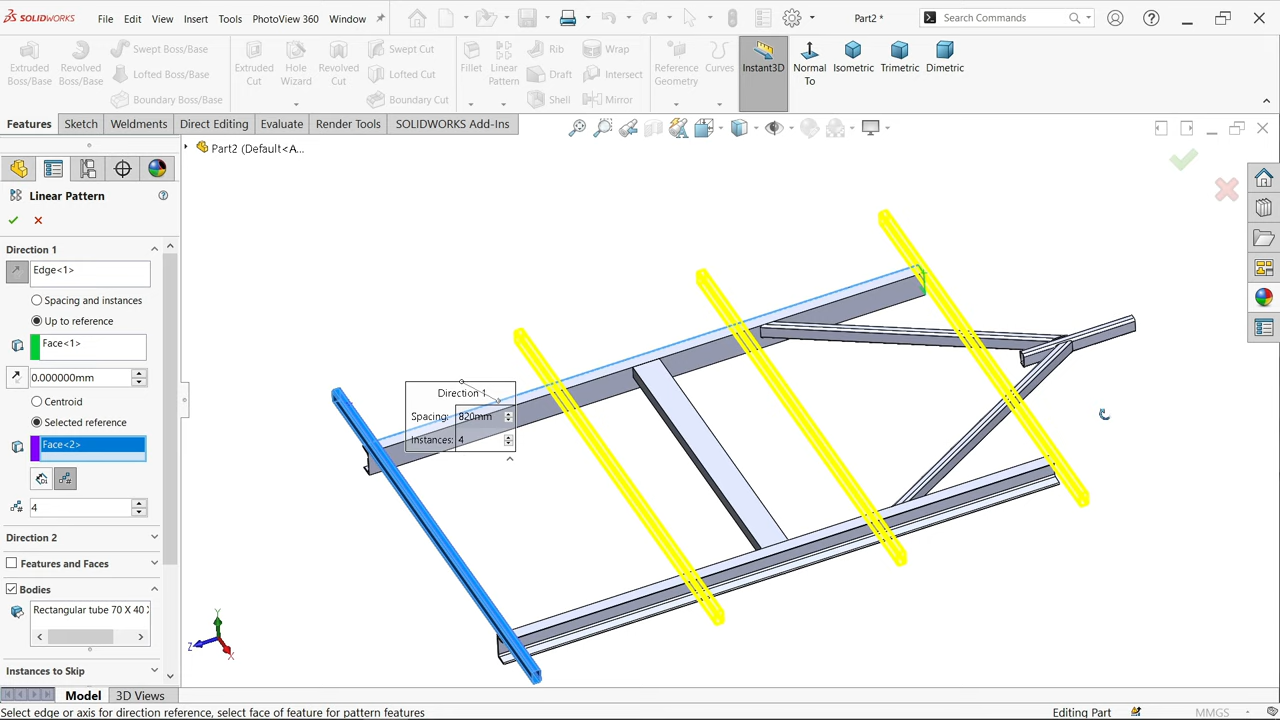 SOLIDWORKS
File Edit View Insert Tools PhotoView 360 Window
Part2 *
Search Commands
Extruded Boss/Base
Revolved Boss/Base
Swept Boss/Base
Lofted Boss/Base
Boundary Boss/Base
Extruded Cut
Hole Wizard
Revolved Cut
Swept Cut
Lofted Cut
Boundary Cut
Fillet
Linear Pattern
Rib
Draft
Shell
Wrap
Intersect
Mirror
Reference Geometry
Curves
Instant3D
Normal To
Isometric
Trimetric
Dimetric
Features Sketch Weldments Direct Editing Evaluate Render Tools SOLIDWORKS Add-Ins
Part2 (Default<A...
Linear Pattern
Direction 1
Edge<1>
Spacing and instances
Up to reference
Face<1>
0.000000mm
Centroid
Selected reference
Face<2>
4
Direction 2
Features and Faces
Bodies
Rectangular tube 70 X 40
Instances to Skip
Direction 1
Spacing: 820mm
Instances: 4
Y
Z
X
Model 3D Views
Select edge or axis for direction reference, select face of feature for pattern features
Editing Part
MMGS